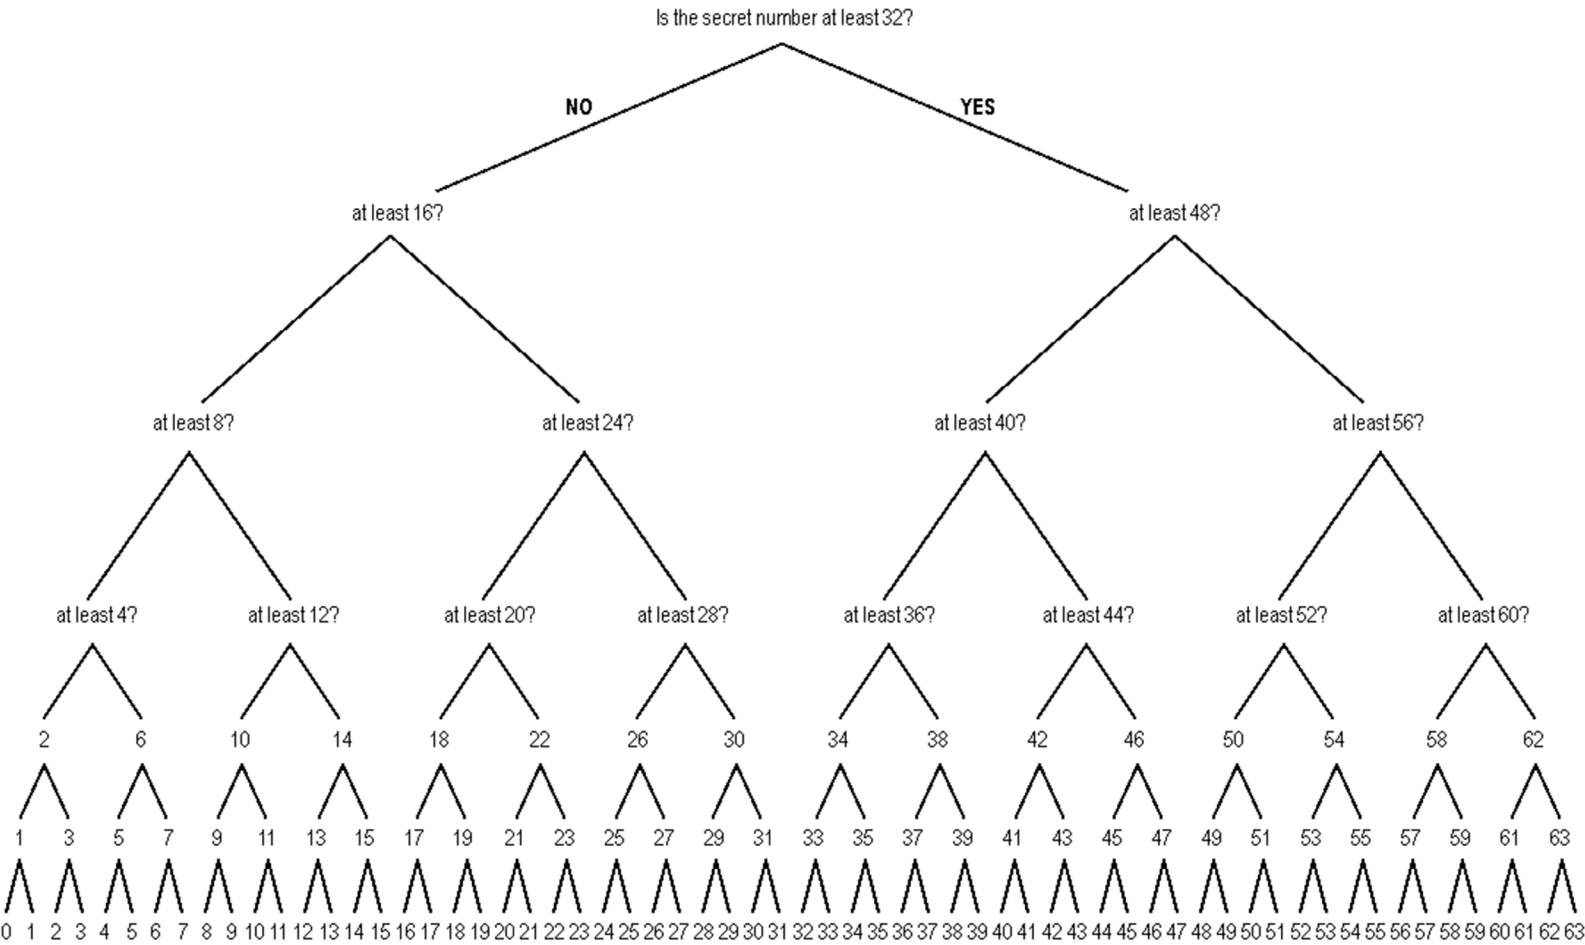 Is the secret number at least 32?
NO YES
at least 16? at least 48?
at least 8? at least 24? at least 40? at least 56?
at least 4? at least 12? at least 20? at least 28? at least 36? at least 44? at least 52? at least 60?
2 6 10 14 18 22 26 30 34 38 42 46 50 54 58 62
1 3 5 7 9 11 13 15 17 19 21 23 25 27 29 31 33 35 37 39 41 43 45 47 49 51 53 55 57 59 61 63
0 1 2 3 4 5 6 7 8 9 10 11 12 13 14 15 16 17 18 19 20 21 22 23 24 25 26 27 28 29 30 31 32 33 34 35 36 37 38 39 40 41 42 43 44 45 46 47 48 49 50 51 52 53 54 55 56 57 58 59 60 61 62 63